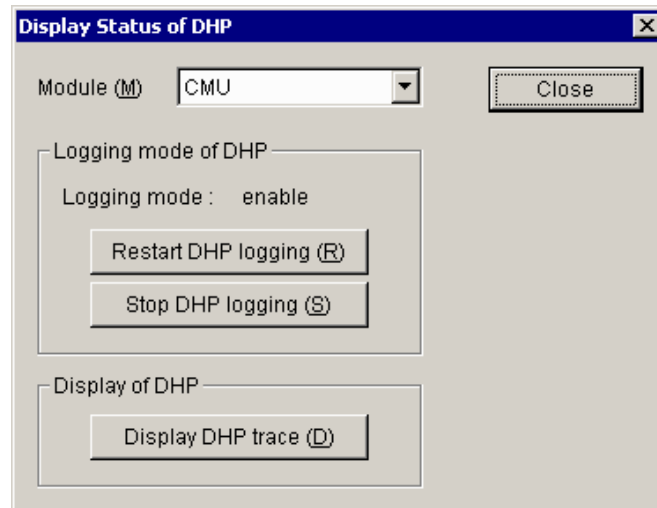 Display Status of DHP
Module (M) CMU Close
Logging mode of DHP
Logging mode : enable
Restart DHP logging (R)
Stop DHP logging (S)
Display of DHP
Display DHP trace (D)